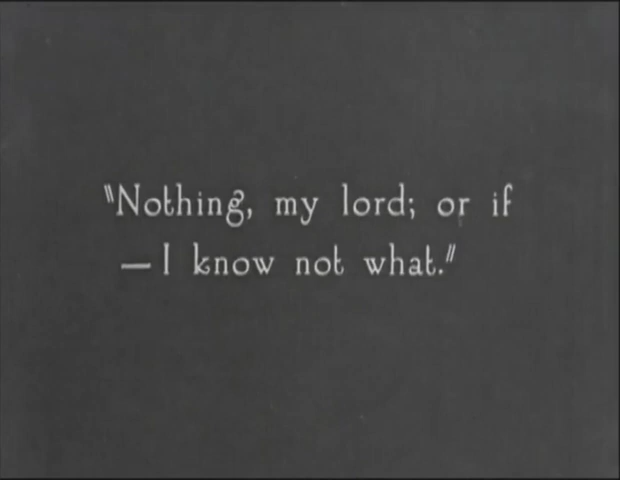 "Nothing, my lord; or if
— I know not what."